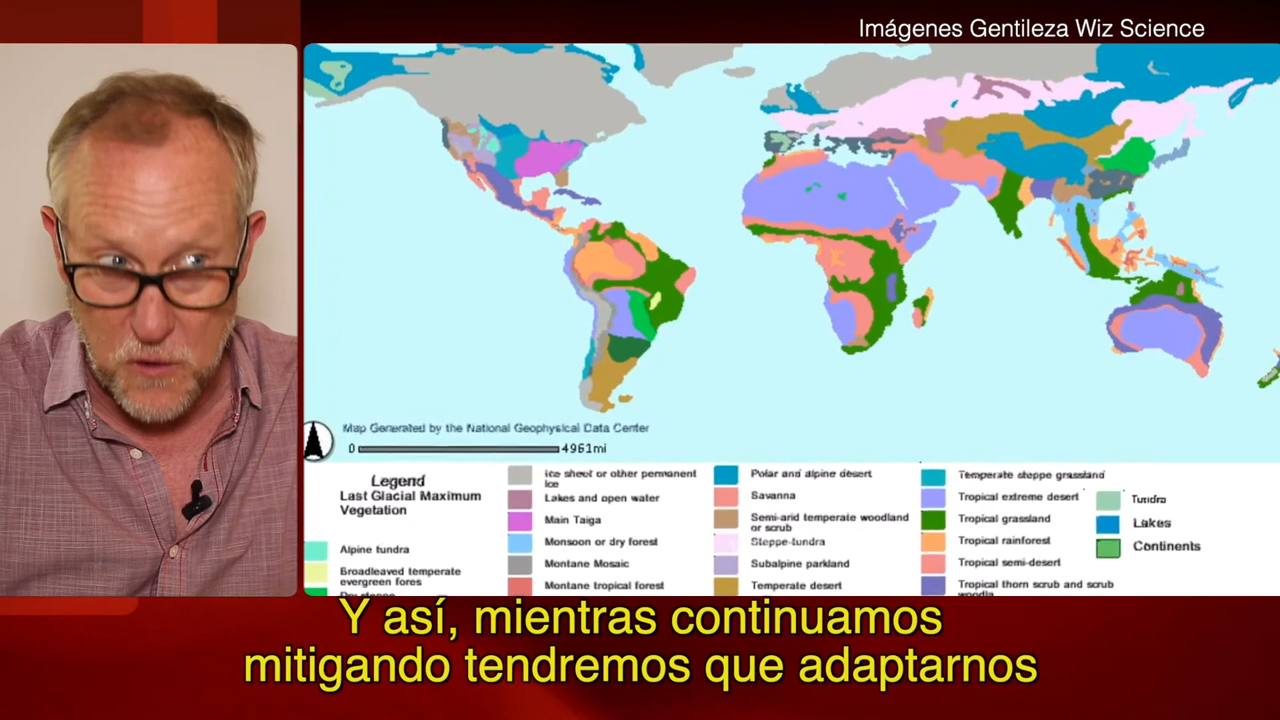 Imágenes Gentileza Wiz Science
Map Generated by the National Geophysical Data Center
0 4961mi
Legend
Last Glacial Maximum
Vegetation
Alpine tundra
Broadleaved temperate
evergreen fores
Dry steppe
Ice sheet or other permanent
Ice
Lakes and open water
Main Taiga
Monsoon or dry forest
Montane Mosaic
Montane tropical forest
Polar and alpine desert
Savanna
Semi-arid temperate woodland
or scrub
Steppe-tundra
Subalpine parkland
Temperate desert
Temperate steppe grassland
Tropical extreme desert
Tropical grassland
Tropical rainforest
Tropical semi-desert
Tropical thorn scrub and scrub
woodla
Tundra
Lakes
Continents
Y así, mientras continuamos
mitigando tendremos que adaptarnos